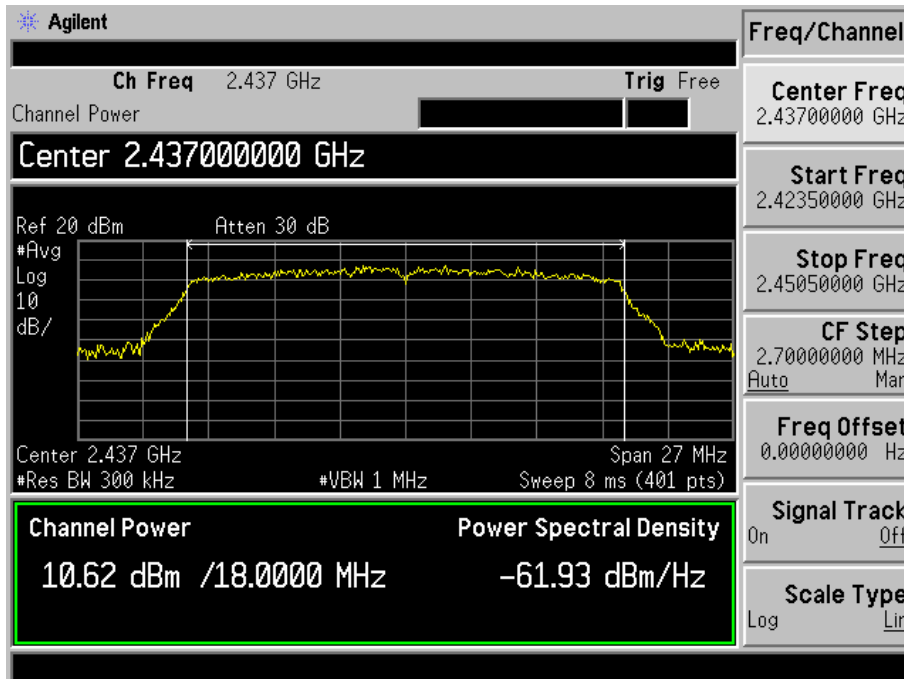 Agilent
Freq/Channel
Ch Freq 2.437 GHz Trig Free
Channel Power
Center 2.437000000 GHz
Ref 20 dBm Atten 30 dB
#Avg
Log
10
dB/
Center 2.437 GHz Span 27 MHz
#Res BW 300 kHz #VBW 1 MHz Sweep 8 ms (401 pts)
Channel Power Power Spectral Density
10.62 dBm /18.0000 MHz -61.93 dBm/Hz
Center Freq
2.43700000 GHz
Start Freq
2.42350000 GHz
Stop Freq
2.45050000 GHz
CF Step
2.70000000 MHz
Auto Man
Freq Offset
0.00000000 Hz
Signal Track
On Off
Scale Type
Log Lin